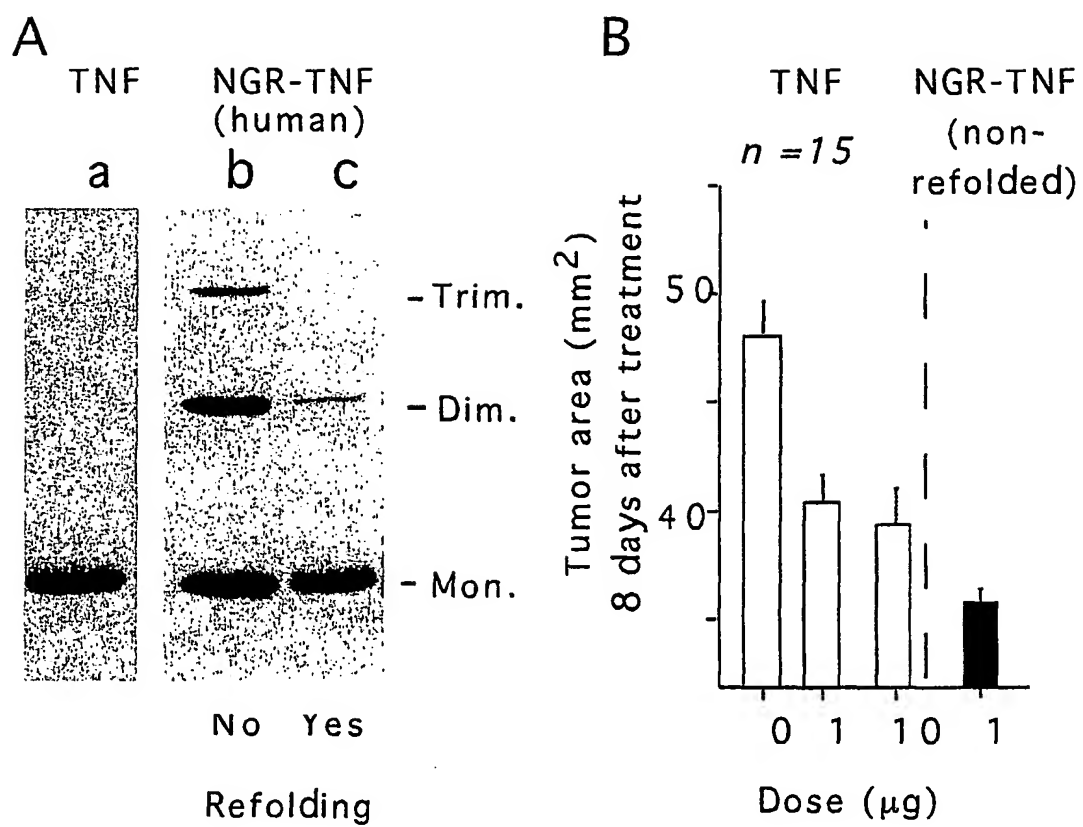 A
TNF NGR-TNF
(human)
a b c
- Trim.
- Dim.
- Mon.
No Yes
Refolding
B
TNF NGR-TNF
n =15 (non-
refolded)
Tumor area (mm²)
8 days after treatment
50
40
0 1 10 1
Dose (µg)